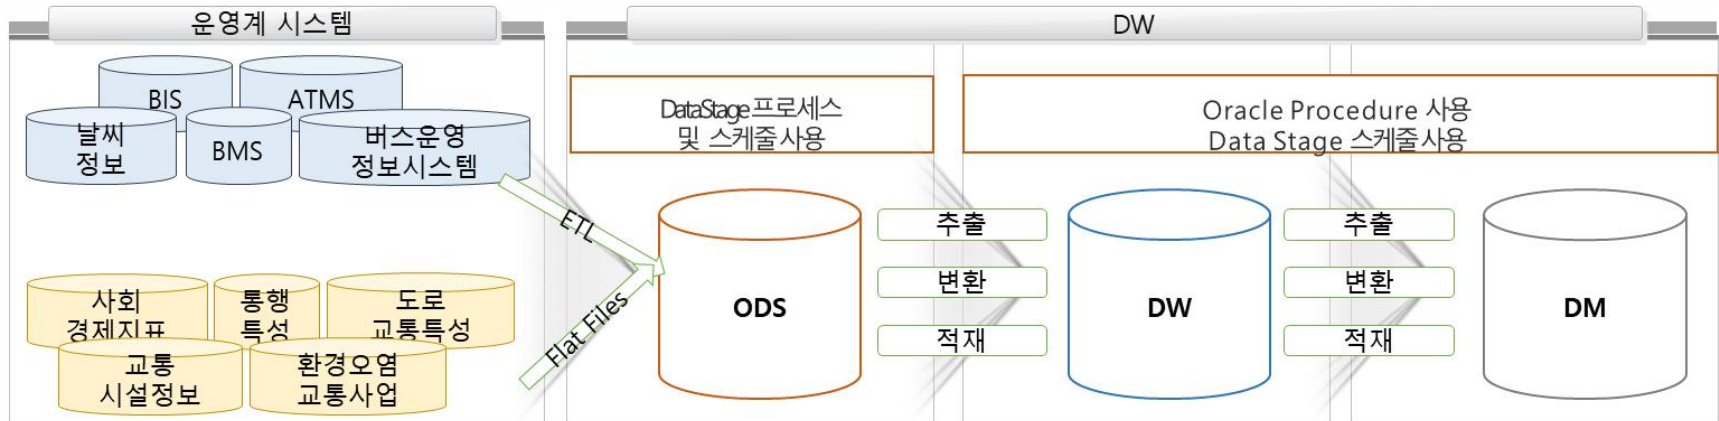 운영계 시스템
DW
BIS
ATMS
날씨
정보
BMS
버스운영
정보시스템
사회
경제지표
통행
특성
도로
교통특성
교통
시설정보
환경오염
교통사업
ETL
Flat Files
DataStage 프로세스
및 스케줄 사용
Oracle Procedure 사용
Data Stage 스케줄 사용
ODS
추출
변환
적재
DW
추출
변환
적재
DM